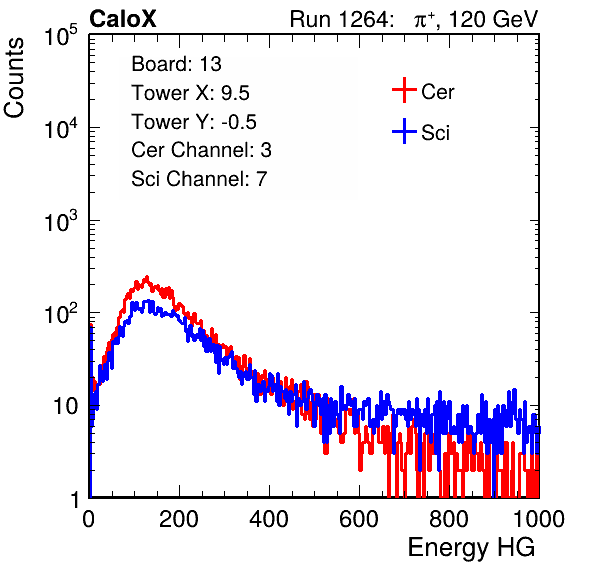 CaloX Run 1264: π⁺, 120 GeV
Counts
10⁵
10⁴
10³
10²
10
1
Board: 13
Tower X: 9.5
Tower Y: -0.5
Cer Channel: 3
Sci Channel: 7
Cer
Sci
0 200 400 600 800 1000
Energy HG